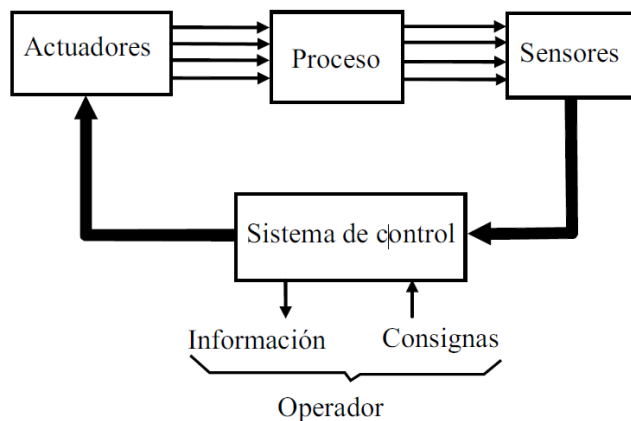 Actuadores
Proceso
Sensores
Sistema de control
Información
Consignas
Operador